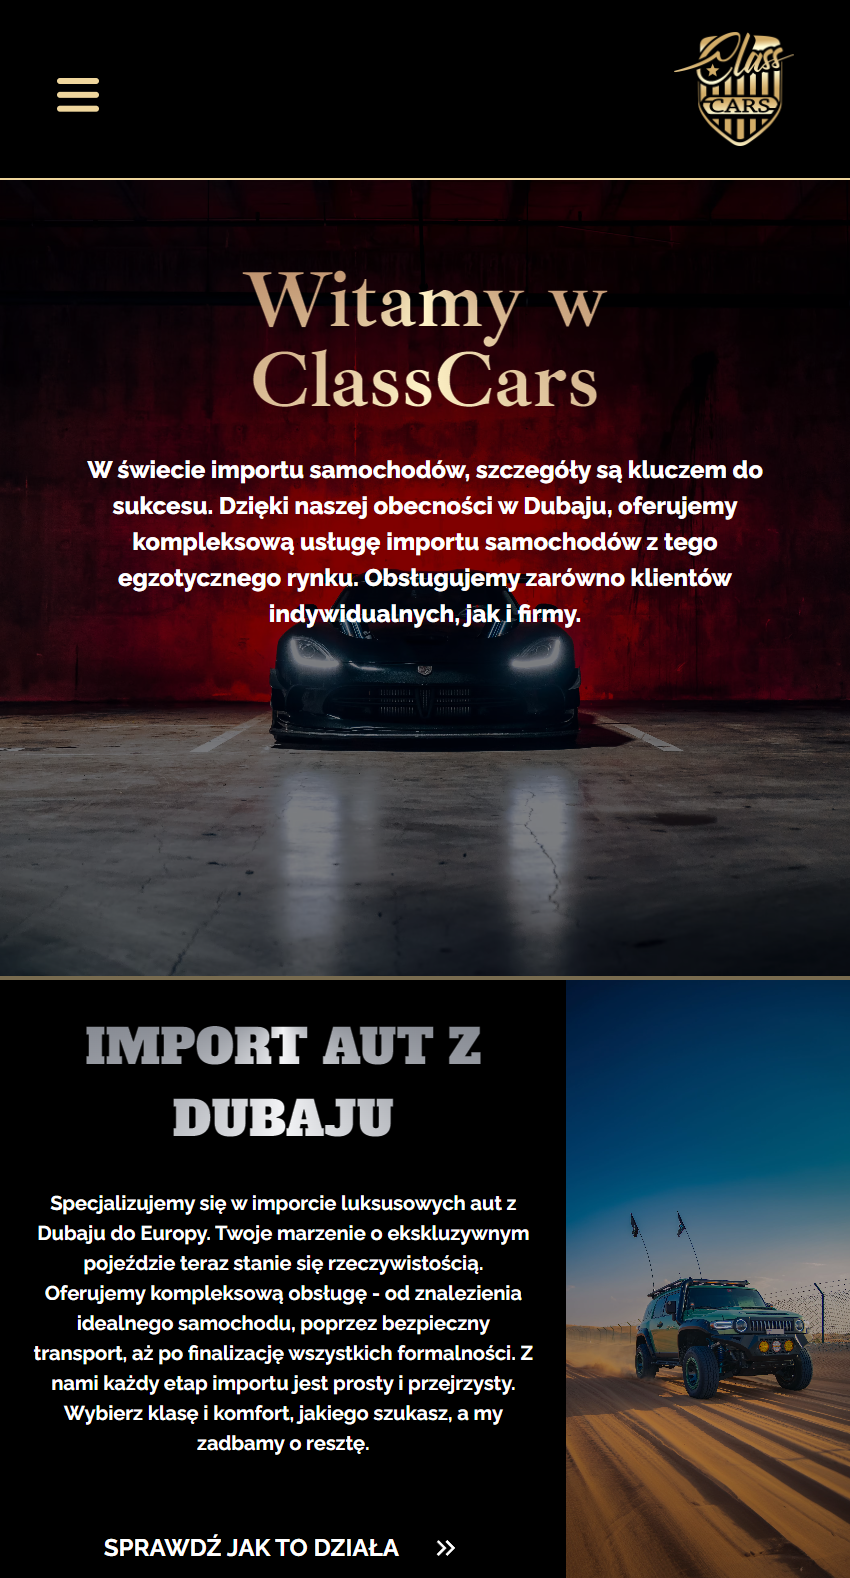 Class
CARS
Witamy w
ClassCars
W świecie importu samochodów, szczegóły są kluczem do
sukcesu. Dzięki naszej obecności w Dubaju, oferujemy
kompleksową usługę importu samochodów z tego
egzotycznego rynku. Obsługujemy zarówno klientów
indywidualnych, jak i firmy.
IMPORT AUT Z
DUBAJU
Specjalizujemy się w imporcie luksusowych aut z
Dubaju do Europy. Twoje marzenie o ekskluzywnym
pojeździe teraz stanie się rzeczywistością.
Oferujemy kompleksową obsługę - od znalezienia
idealnego samochodu, poprzez bezpieczny
transport, aż po finalizację wszystkich formalności. Z
nami każdy etap importu jest prosty i przejrzysty.
Wybierz klasę i komfort, jakiego szukasz, a my
zadbamy o resztę.
SPRAWDŹ JAK TO DZIAŁA